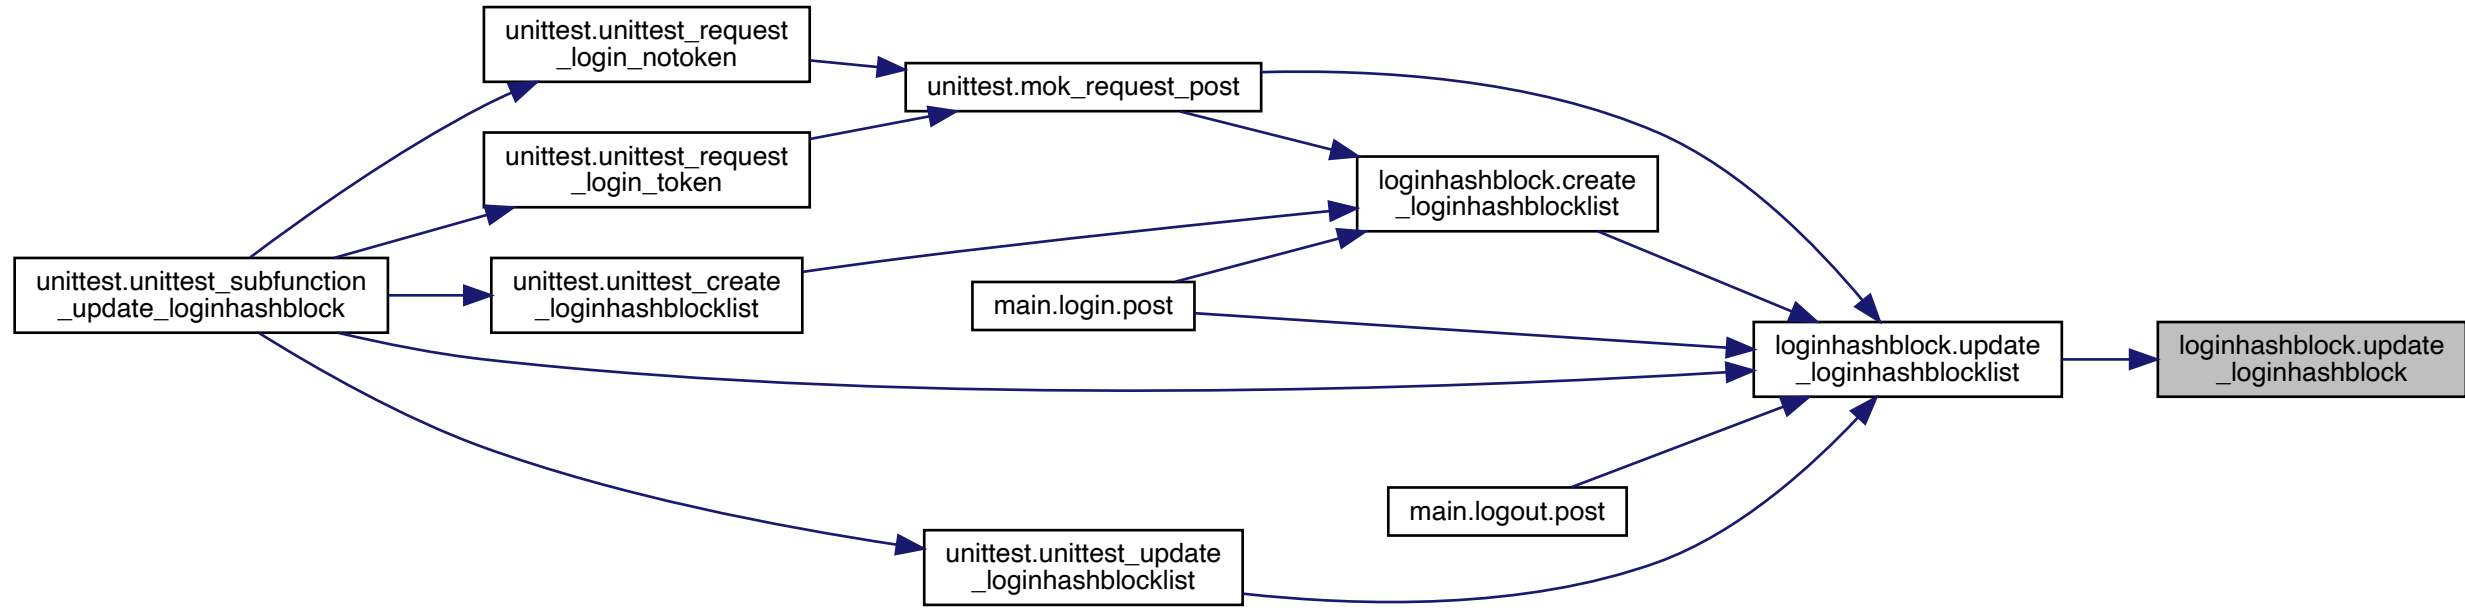 unittest.unittest_request
_login_notoken
unittest.mok_request_post
unittest.unittest_request
_login_token
loginhashblock.create
_loginhashblocklist
unittest.unittest_subfunction
_update_loginhashblock
unittest.unittest_create
_loginhashblocklist
main.login.post
loginhashblock.update
_loginhashblocklist
loginhashblock.update
_loginhashblock
main.logout.post
unittest.unittest_update
_loginhashblocklist